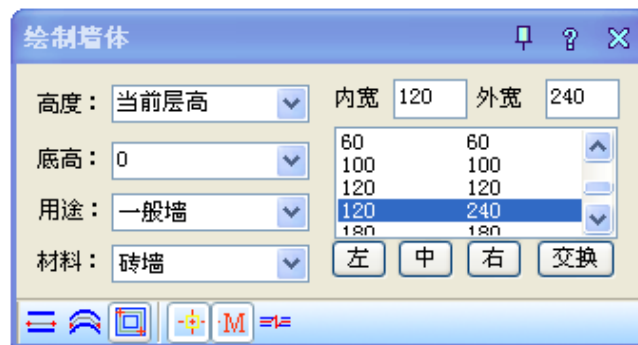 绘制墙体
高度： 当前层高 内宽 120 外宽 240
底高： 0
60 60
100 100
120 120
120 240
180 180
用途： 一般墙
材料： 砖墙
左 中 右 交换
M